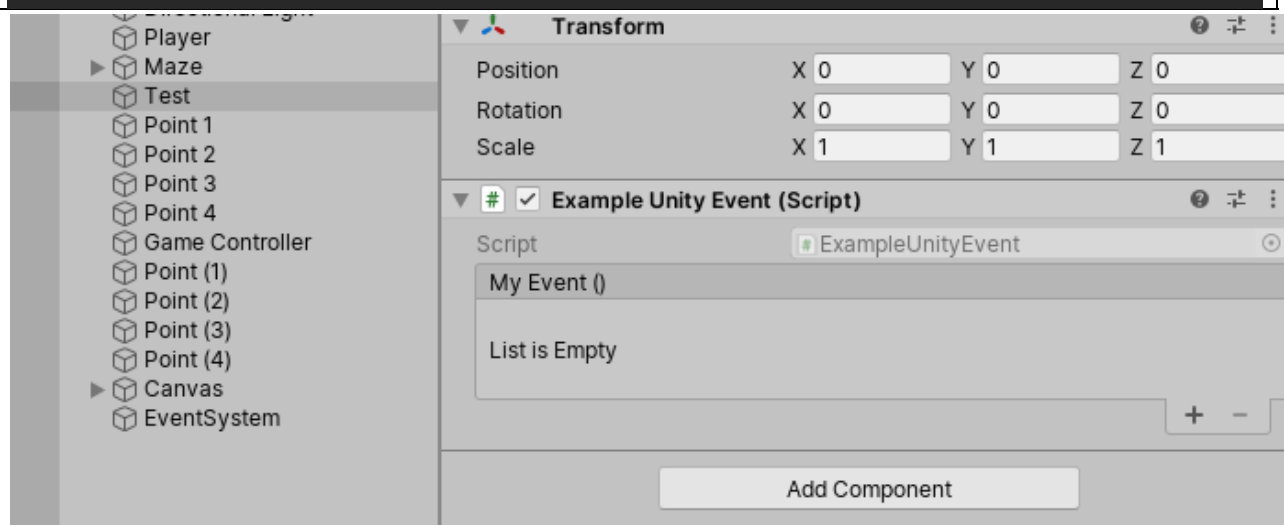 Player
Maze
Test
Point 1
Point 2
Point 3
Point 4
Game Controller
Point (1)
Point (2)
Point (3)
Point (4)
Canvas
EventSystem
Transform
Position X 0 Y 0 Z 0
Rotation X 0 Y 0 Z 0
Scale X 1 Y 1 Z 1
# Example Unity Event (Script)
Script # ExampleUnityEvent
My Event ()
List is Empty
+ −
Add Component